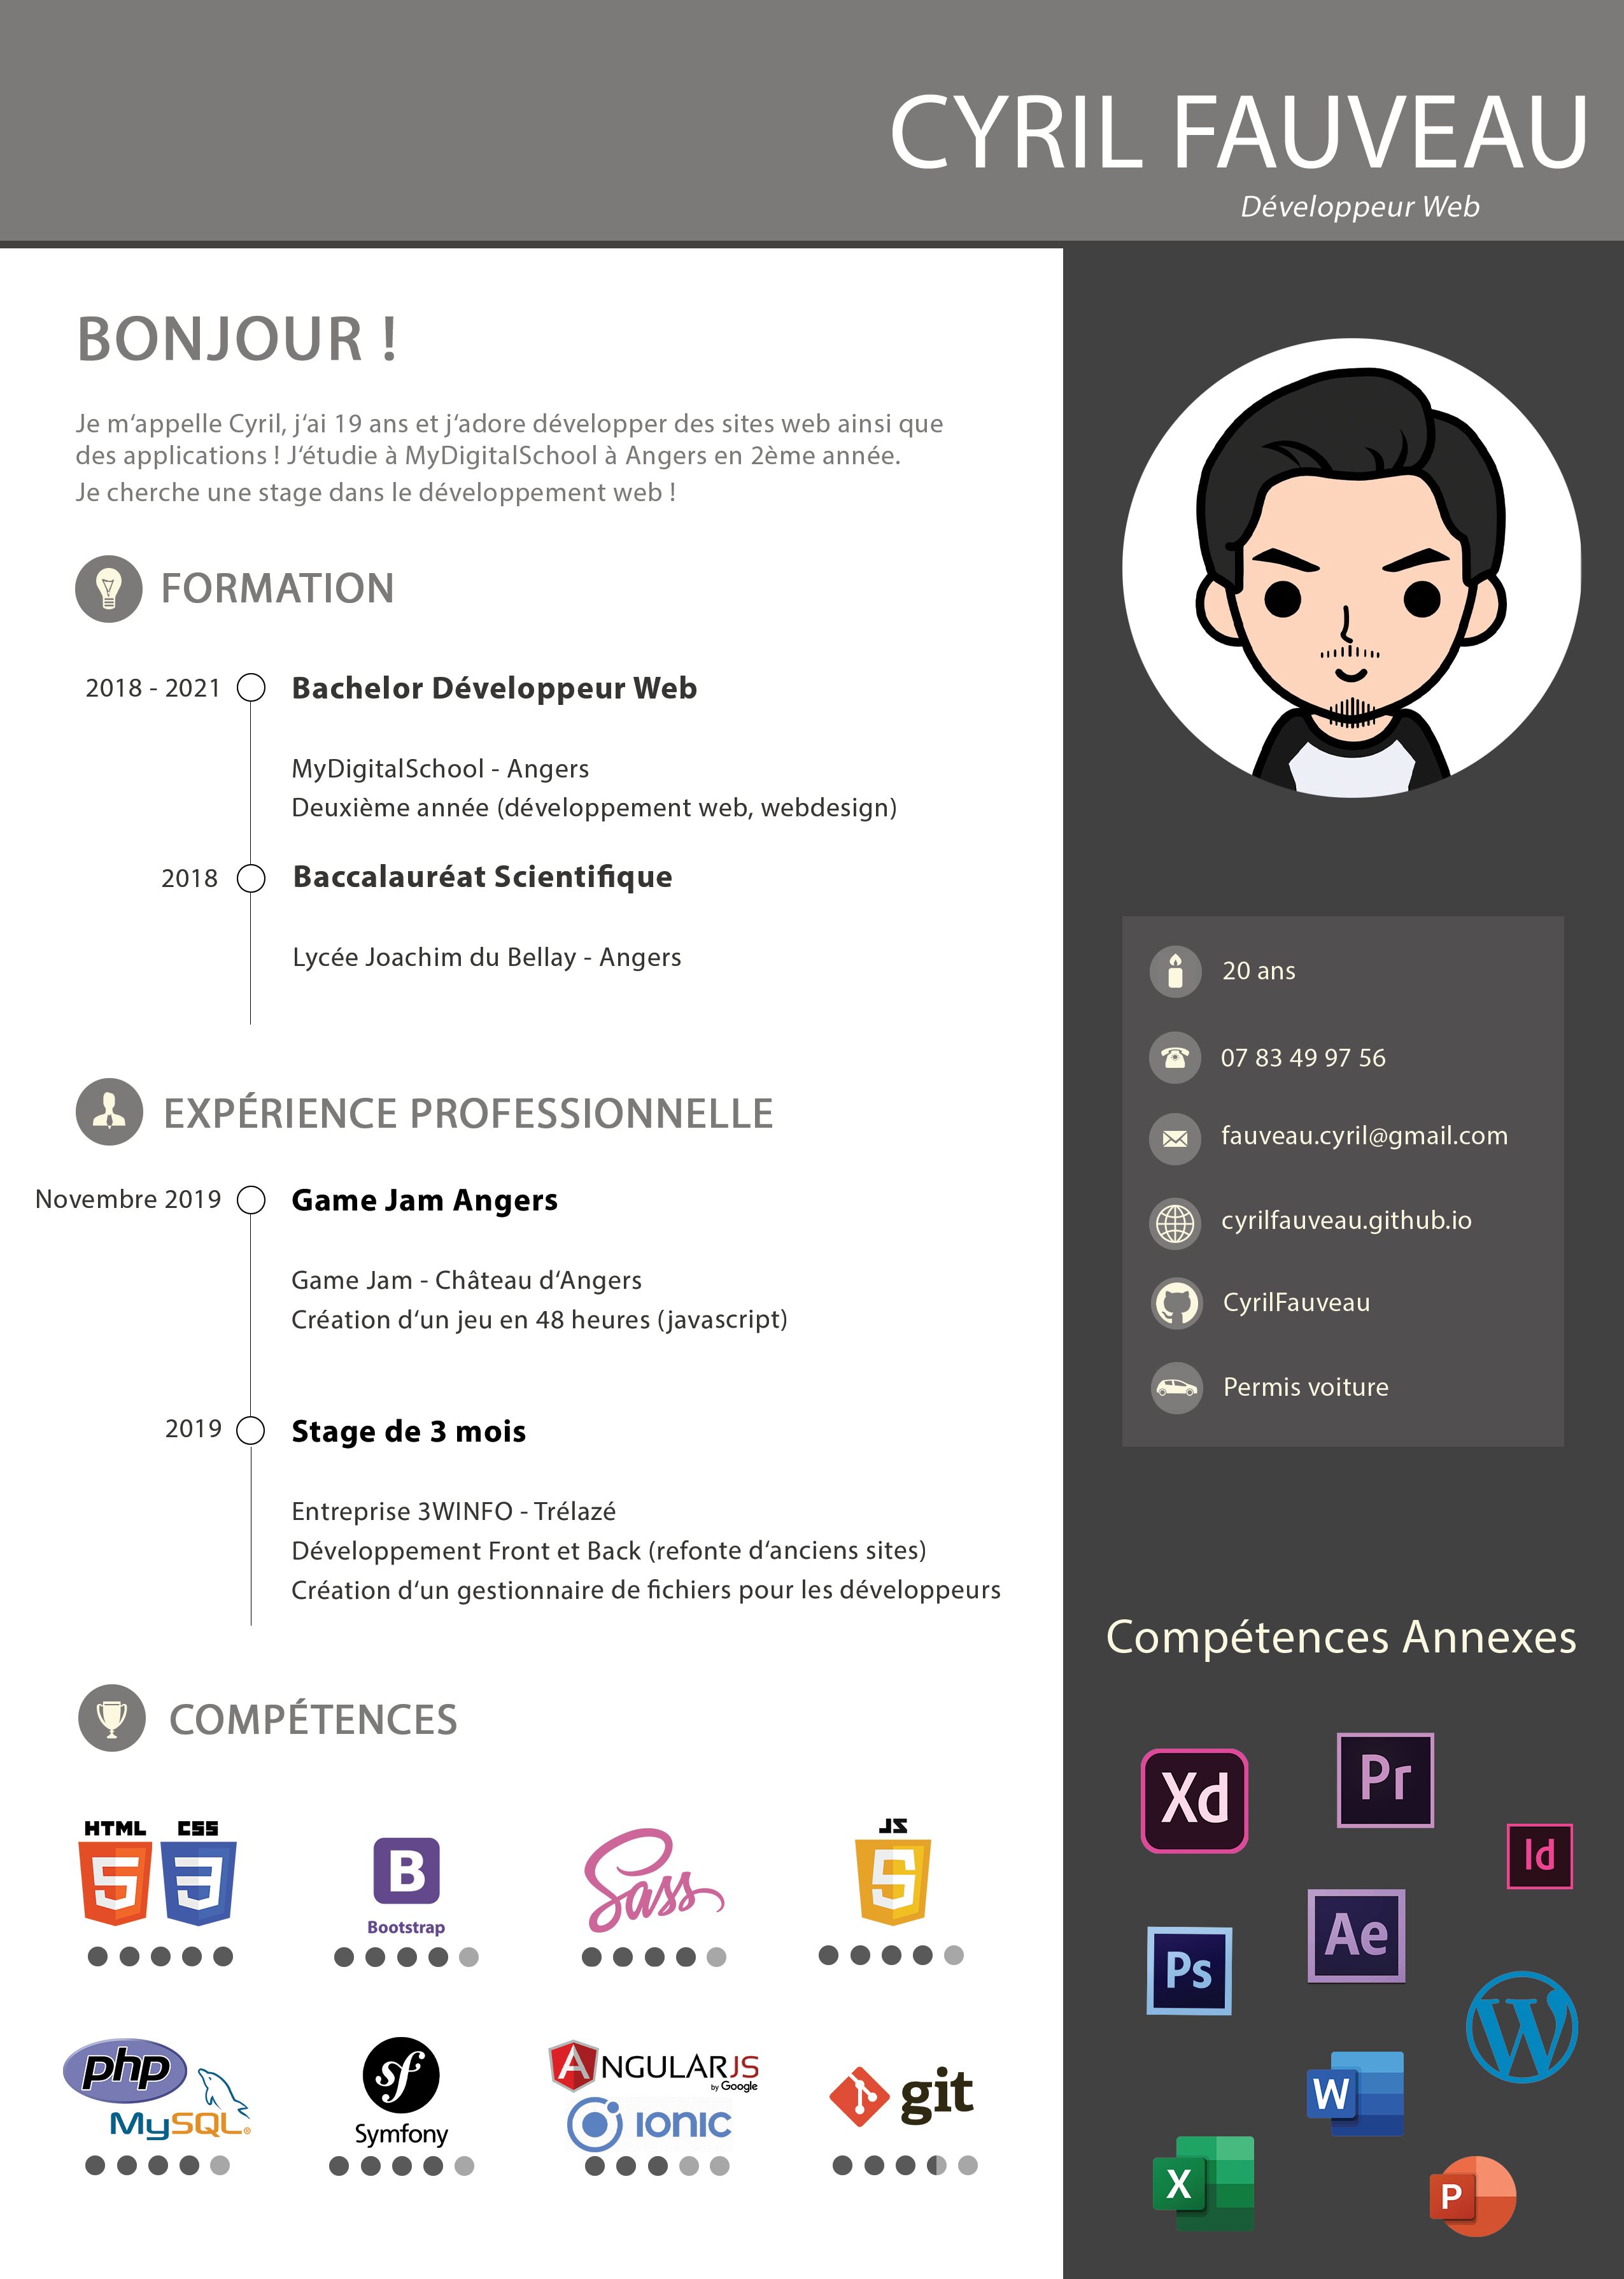 CYRIL FAUVEAU
Développeur Web
BONJOUR !
Je m‘appelle Cyril, j‘ai 19 ans et j‘adore développer des sites web ainsi que
des applications ! J‘étudie à MyDigitalSchool à Angers en 2ème année.
Je cherche une stage dans le développement web !
FORMATION
2018 - 2021
Bachelor Développeur Web
MyDigitalSchool - Angers
Deuxième année (développement web, webdesign)
2018
Baccalauréat Scientifique
Lycée Joachim du Bellay - Angers
EXPÉRIENCE PROFESSIONNELLE
Novembre 2019
Game Jam Angers
Game Jam - Château d‘Angers
Création d‘un jeu en 48 heures (javascript)
2019
Stage de 3 mois
Entreprise 3WINFO - Trélazé
Développement Front et Back (refonte d‘anciens sites)
Création d‘un gestionnaire de fichiers pour les développeurs
COMPÉTENCES
HTML CSS
5 3
B
Bootstrap
Sass
JS
5
php
MySQL®
sf
Symfony
ANGULARJS
by Google
IONIC
git
20 ans
07 83 49 97 56
fauveau.cyril@gmail.com
cyrilfauveau.github.io
CyrilFauveau
Permis voiture
Compétences Annexes
Xd
Pr
Id
Ae
Ps
W
W
X
P